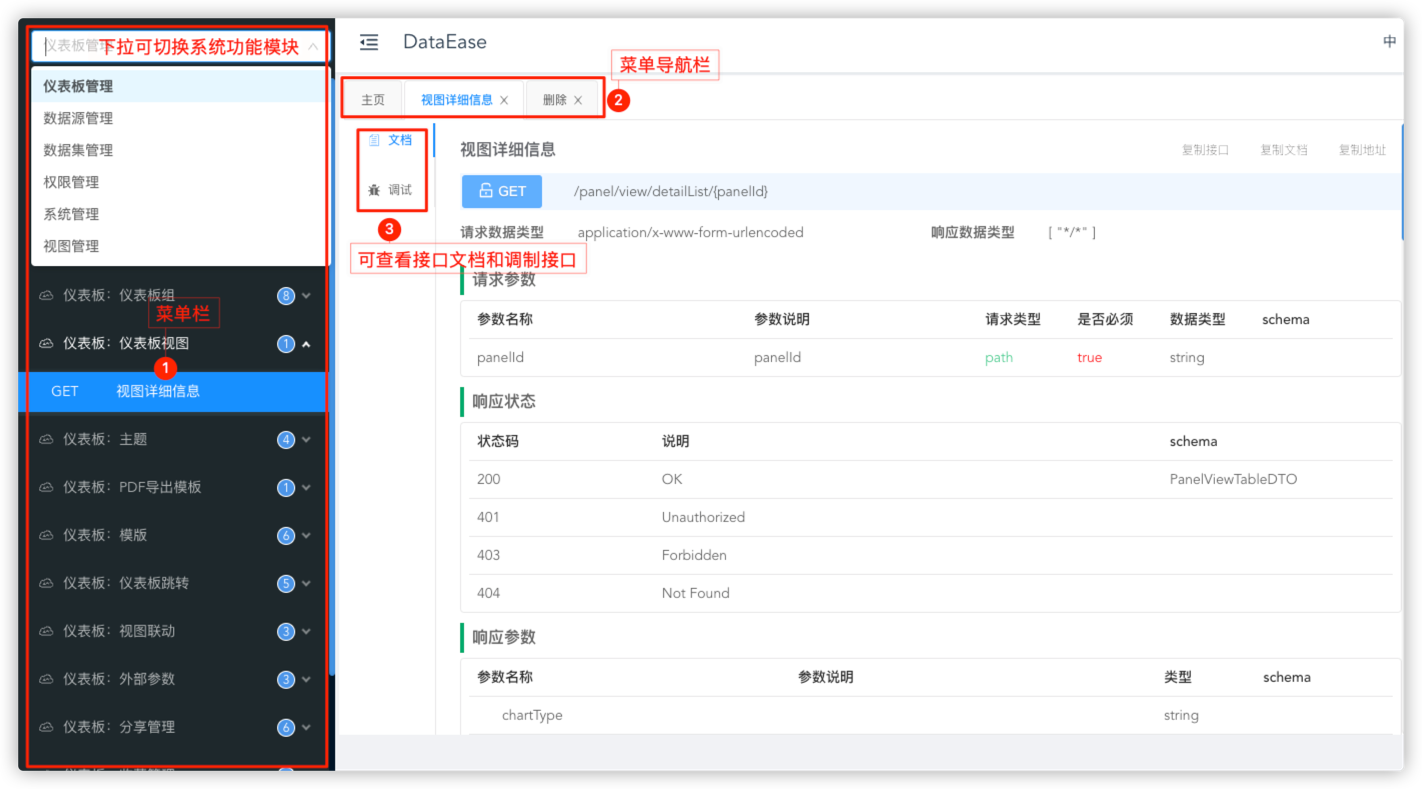 仪表板管理
下拉可切换系统功能模块
DataEase
中
菜单导航栏
仪表板管理
数据源管理
数据集管理
权限管理
系统管理
视图管理
主页
视图详细信息
删除
2
文档
调试
3
可查看接口文档和调制接口
视图详细信息
复制接口 复制文档 复制地址
GET /panel/view/detailList/{panelId}
请求数据类型 application/x-www-form-urlencoded 响应数据类型 [ "*/*" ]
请求参数
参数名称 参数说明 请求类型 是否必须 数据类型 schema
panelId panelId path true string
响应状态
状态码 说明 schema
200 OK PanelViewTableDTO
401 Unauthorized
403 Forbidden
404 Not Found
响应参数
参数名称 参数说明 类型 schema
chartType string
仪表板：仪表板组 8
菜单栏
仪表板：仪表板视图 1
1
GET 视图详细信息
仪表板：主题 4
仪表板：PDF导出模板 1
仪表板：模版 6
仪表板：仪表板跳转 5
仪表板：视图联动 3
仪表板：外部参数 3
仪表板：分享管理 6